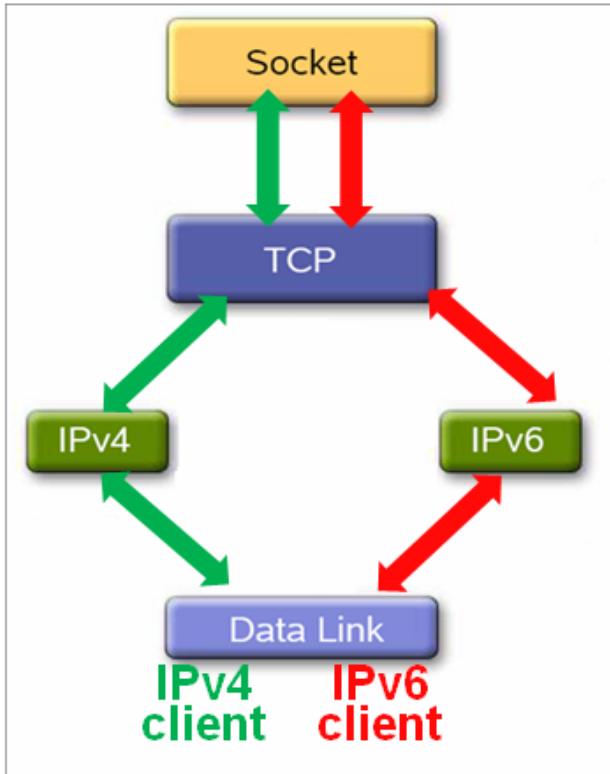 Socket
TCP
IPv4
IPv6
Data Link
IPv4
client
IPv6
client